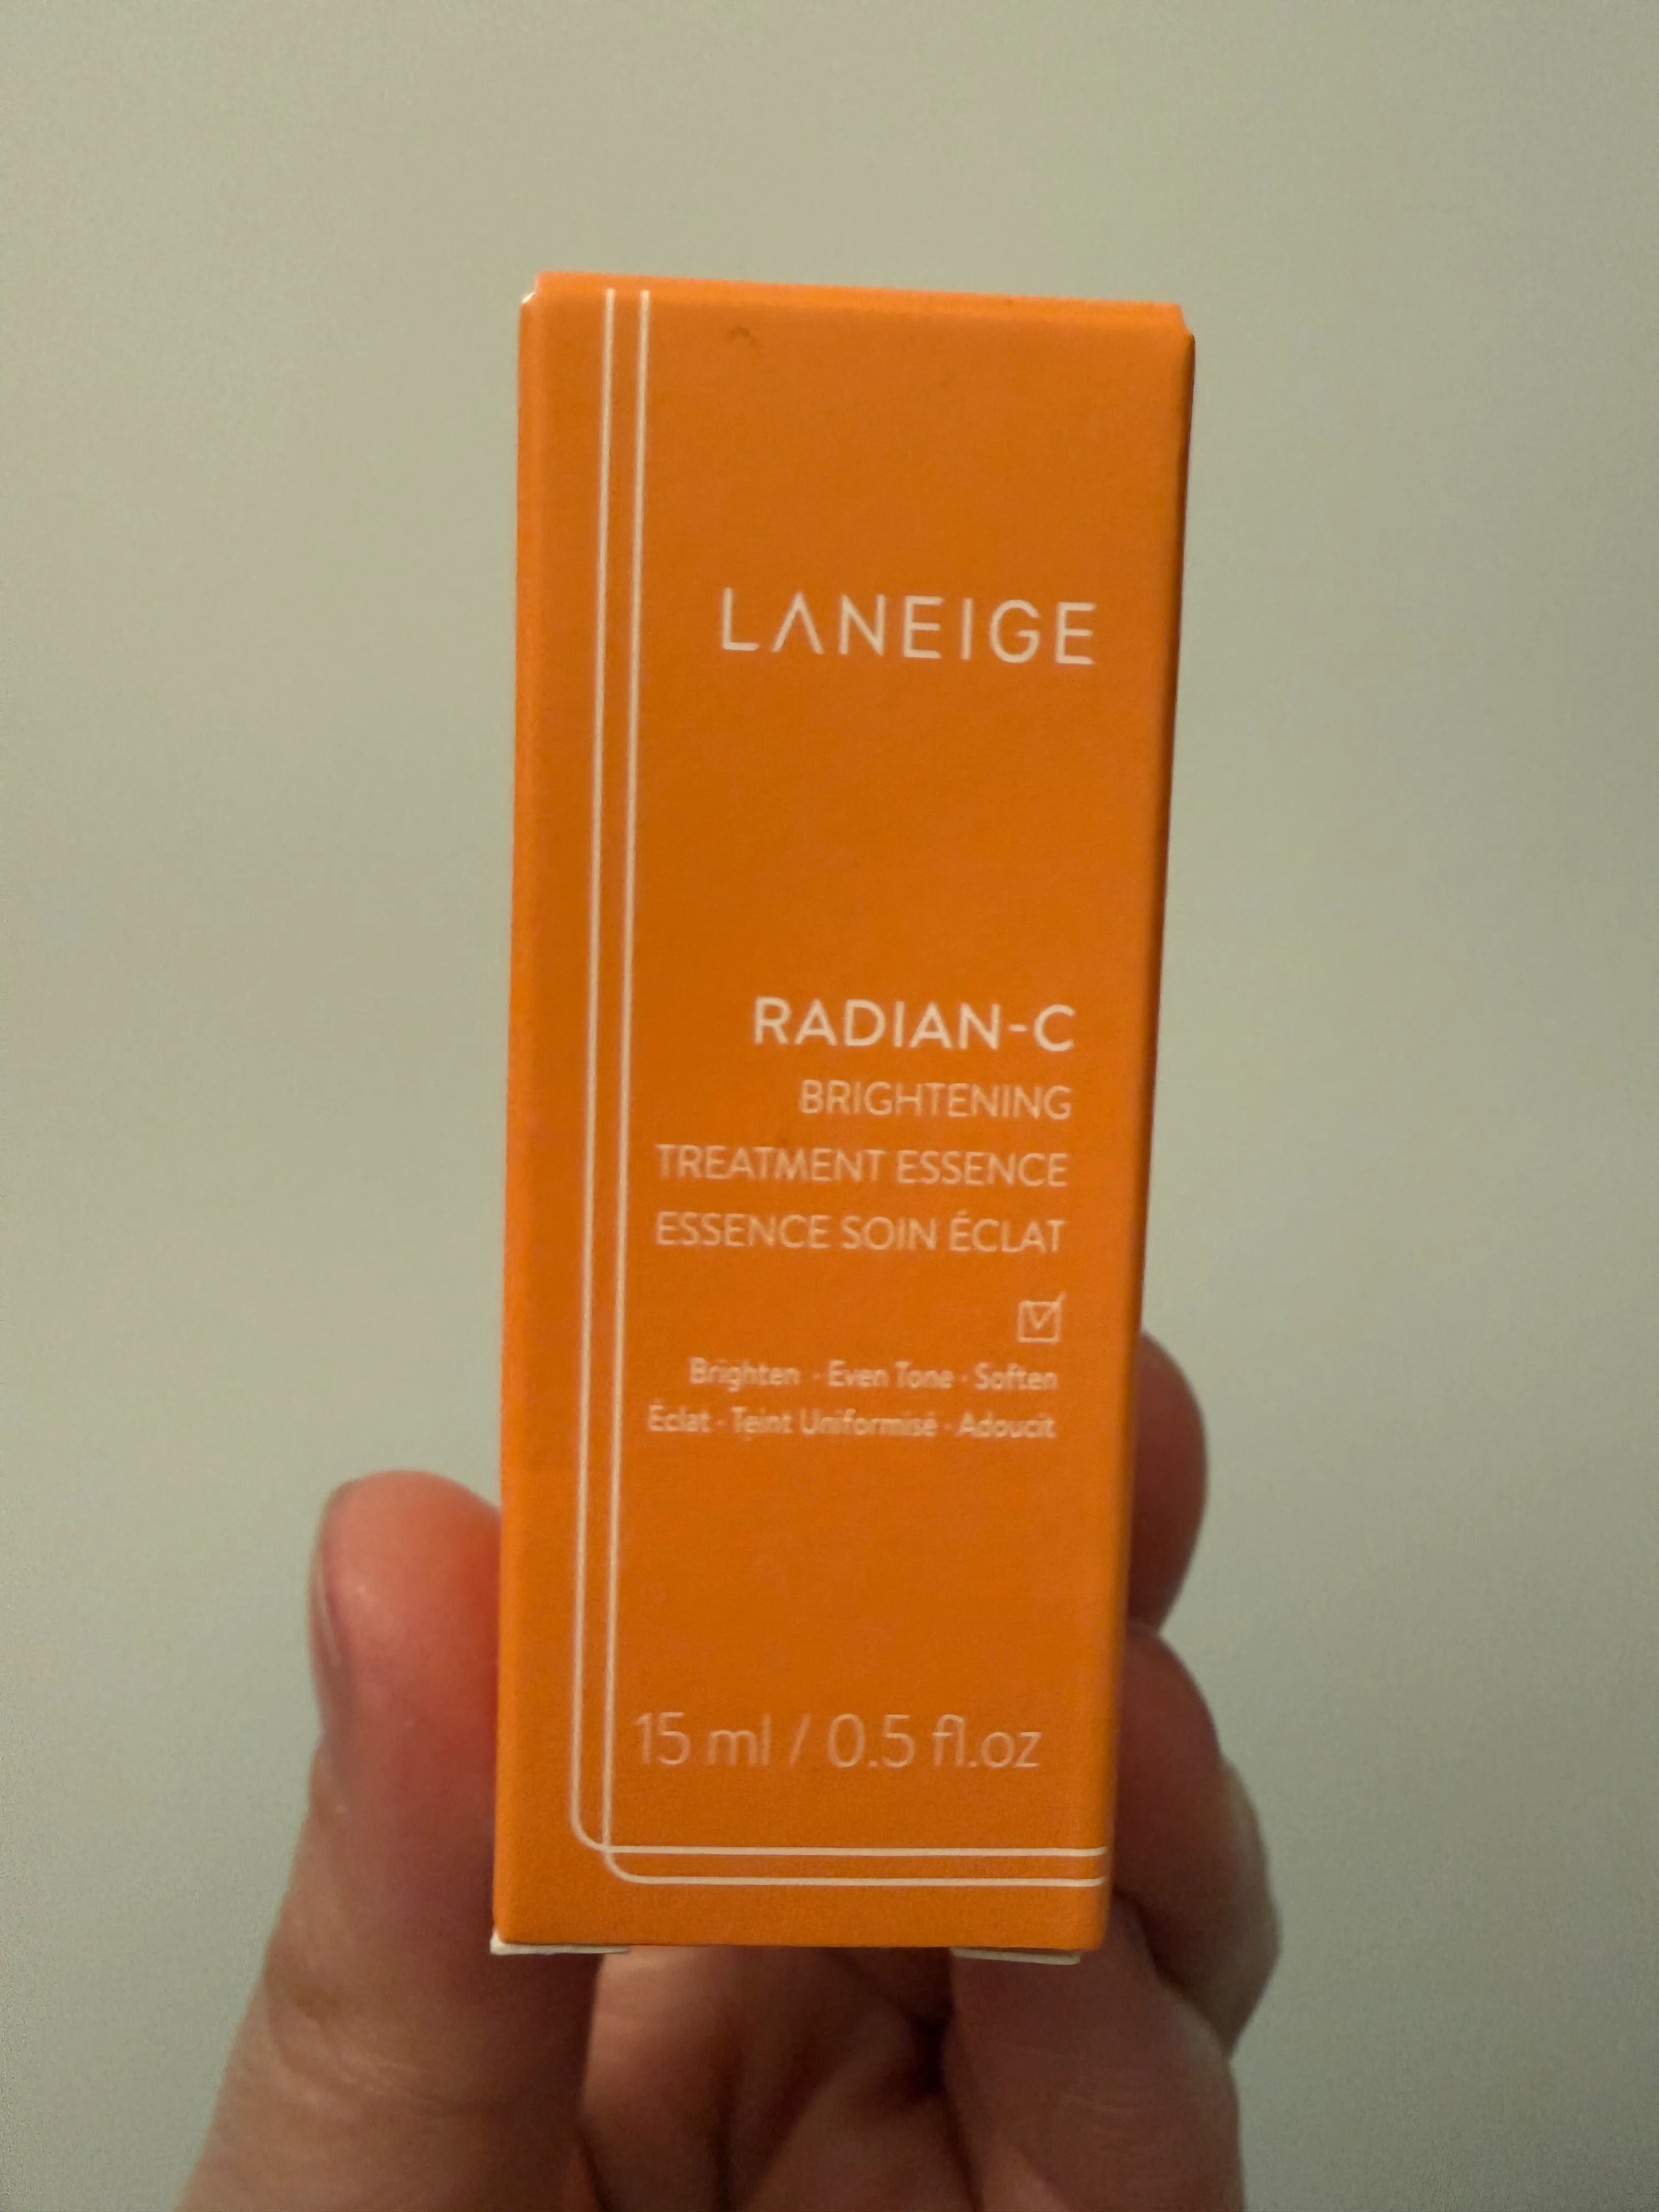 LANEIGE
RADIAN-C
BRIGHTENING
TREATMENT ESSENCE
ESSENCE SOIN ÉCLAT
Brighten · Even Tone · Soften
Éclat · Teint Uniformisé · Adoucit
15 ml / 0.5 fl.oz